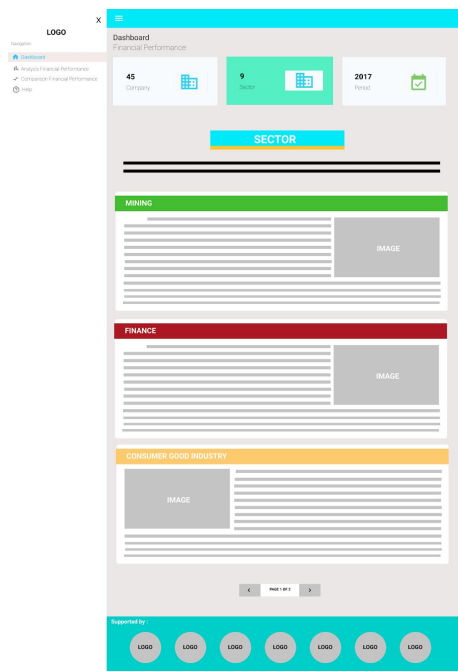 X
LOGO
Navigation
Dashboard
Analyze Financial Performance
Comparison Financial Performance
Help
Dashboard
Financial Performance
45
Company
9
Sector
2017
Period
SECTOR
MINING
IMAGE
FINANCE
IMAGE
CONSUMER GOOD INDUSTRY
IMAGE
< PAGE 1 OF 2 >
Supported by :
LOGO LOGO LOGO LOGO LOGO LOGO LOGO